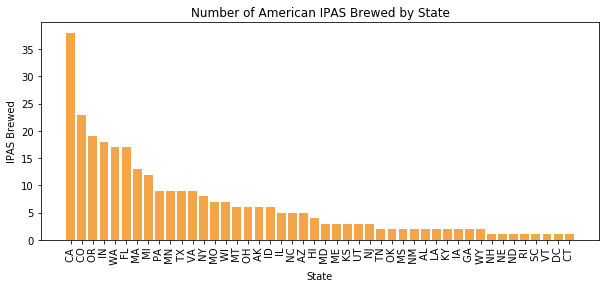 Number of American IPAS Brewed by State
IPAS Brewed
35
30
25
20
15
10
5
0
CA CO OR IN WA FL MA MI PA MN TX VA NY MO WI MT OH AK ID IL NC AZ HI MD ME KS UT NJ TN OK MS NM AL LA KY IA GA WY NH NE ND RI SC VT DC CT
State